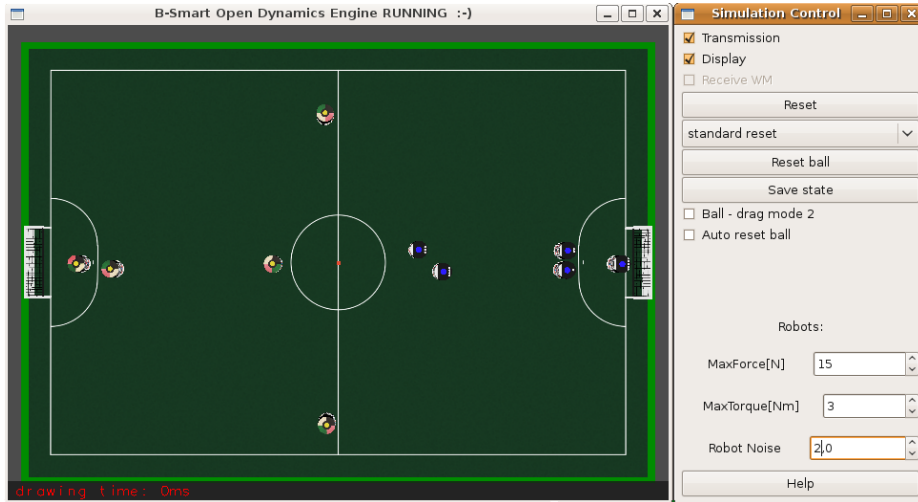 B-Smart Open Dynamics Engine RUNNING :-)
drawing time: 0ms
Simulation Control
Transmission
Display
Receive WM
Reset
standard reset
Reset ball
Save state
Ball - drag mode 2
Auto reset ball
Robots:
MaxForce[N] 15
MaxTorque[Nm] 3
Robot Noise 2,0
Help